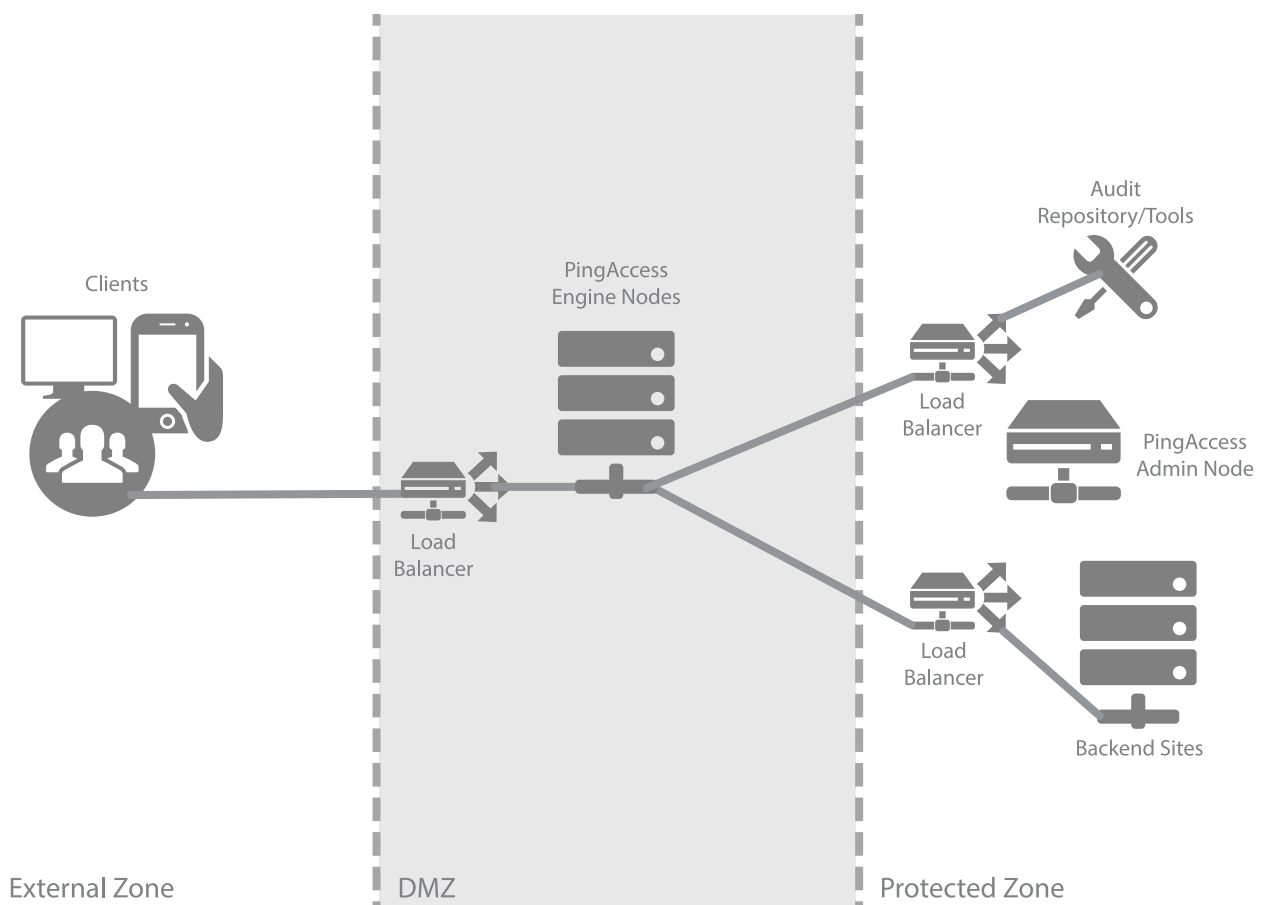 Clients
PingAccess
Engine Nodes
Load
Balancer
Audit
Repository/Tools
Load
Balancer
PingAccess
Admin Node
Load
Balancer
Backend Sites
External Zone
DMZ
Protected Zone